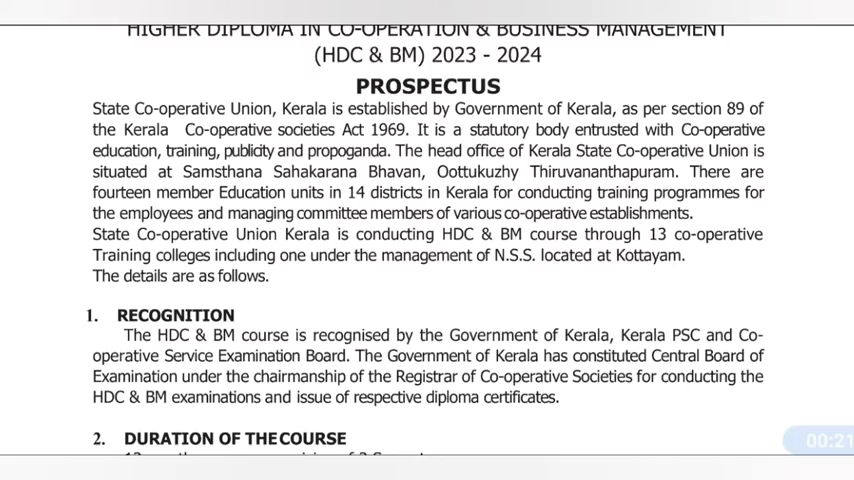 HIGHER DIPLOMA IN CO-OPERATION & BUSINESS MANAGEMENT
(HDC & BM) 2023 - 2024
PROSPECTUS
State Co-operative Union, Kerala is established by Government of Kerala, as per section 89 of
the Kerala Co-operative societies Act 1969. It is a statutory body entrusted with Co-operative
education, training, publicity and propoganda. The head office of Kerala State Co-operative Union is
situated at Samsthana Sahakarana Bhavan, Oottukuzhy Thiruvananthapuram. There are
fourteen member Education units in 14 districts in Kerala for conducting training programmes for
the employees and managing committee members of various co-operative establishments.
State Co-operative Union Kerala is conducting HDC & BM course through 13 co-operative
Training colleges including one under the management of N.S.S. located at Kottayam.
The details are as follows.
1. RECOGNITION
The HDC & BM course is recognised by the Government of Kerala, Kerala PSC and Co-
operative Service Examination Board. The Government of Kerala has constituted Central Board of
Examination under the chairmanship of the Registrar of Co-operative Societies for conducting the
HDC & BM examinations and issue of respective diploma certificates.
2. DURATION OF THE COURSE
00:21